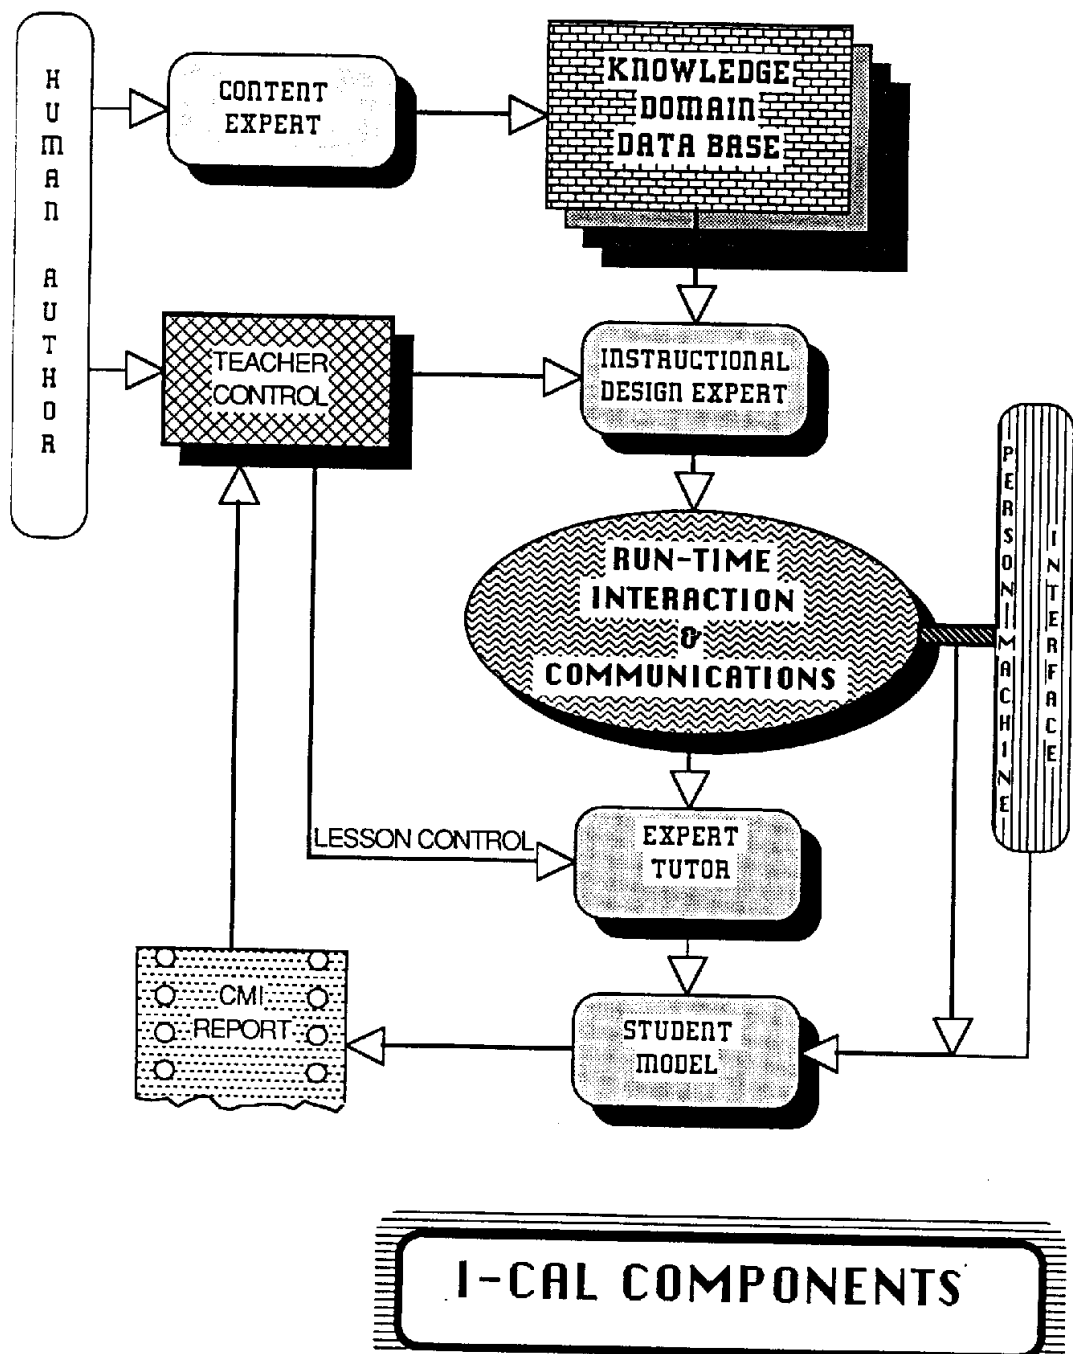 HUMAN AUTHOR
CONTENT
EXPERT
KNOWLEDGE
DOMAIN
DATA BASE
TEACHER
CONTROL
INSTRUCTIONAL
DESIGN EXPERT
PERSON/MACHINE
INTERFACE
RUN-TIME
INTERACTION
&
COMMUNICATIONS
LESSON CONTROL
EXPERT
TUTOR
CMI
REPORT
STUDENT
MODEL
I-CAL COMPONENTS